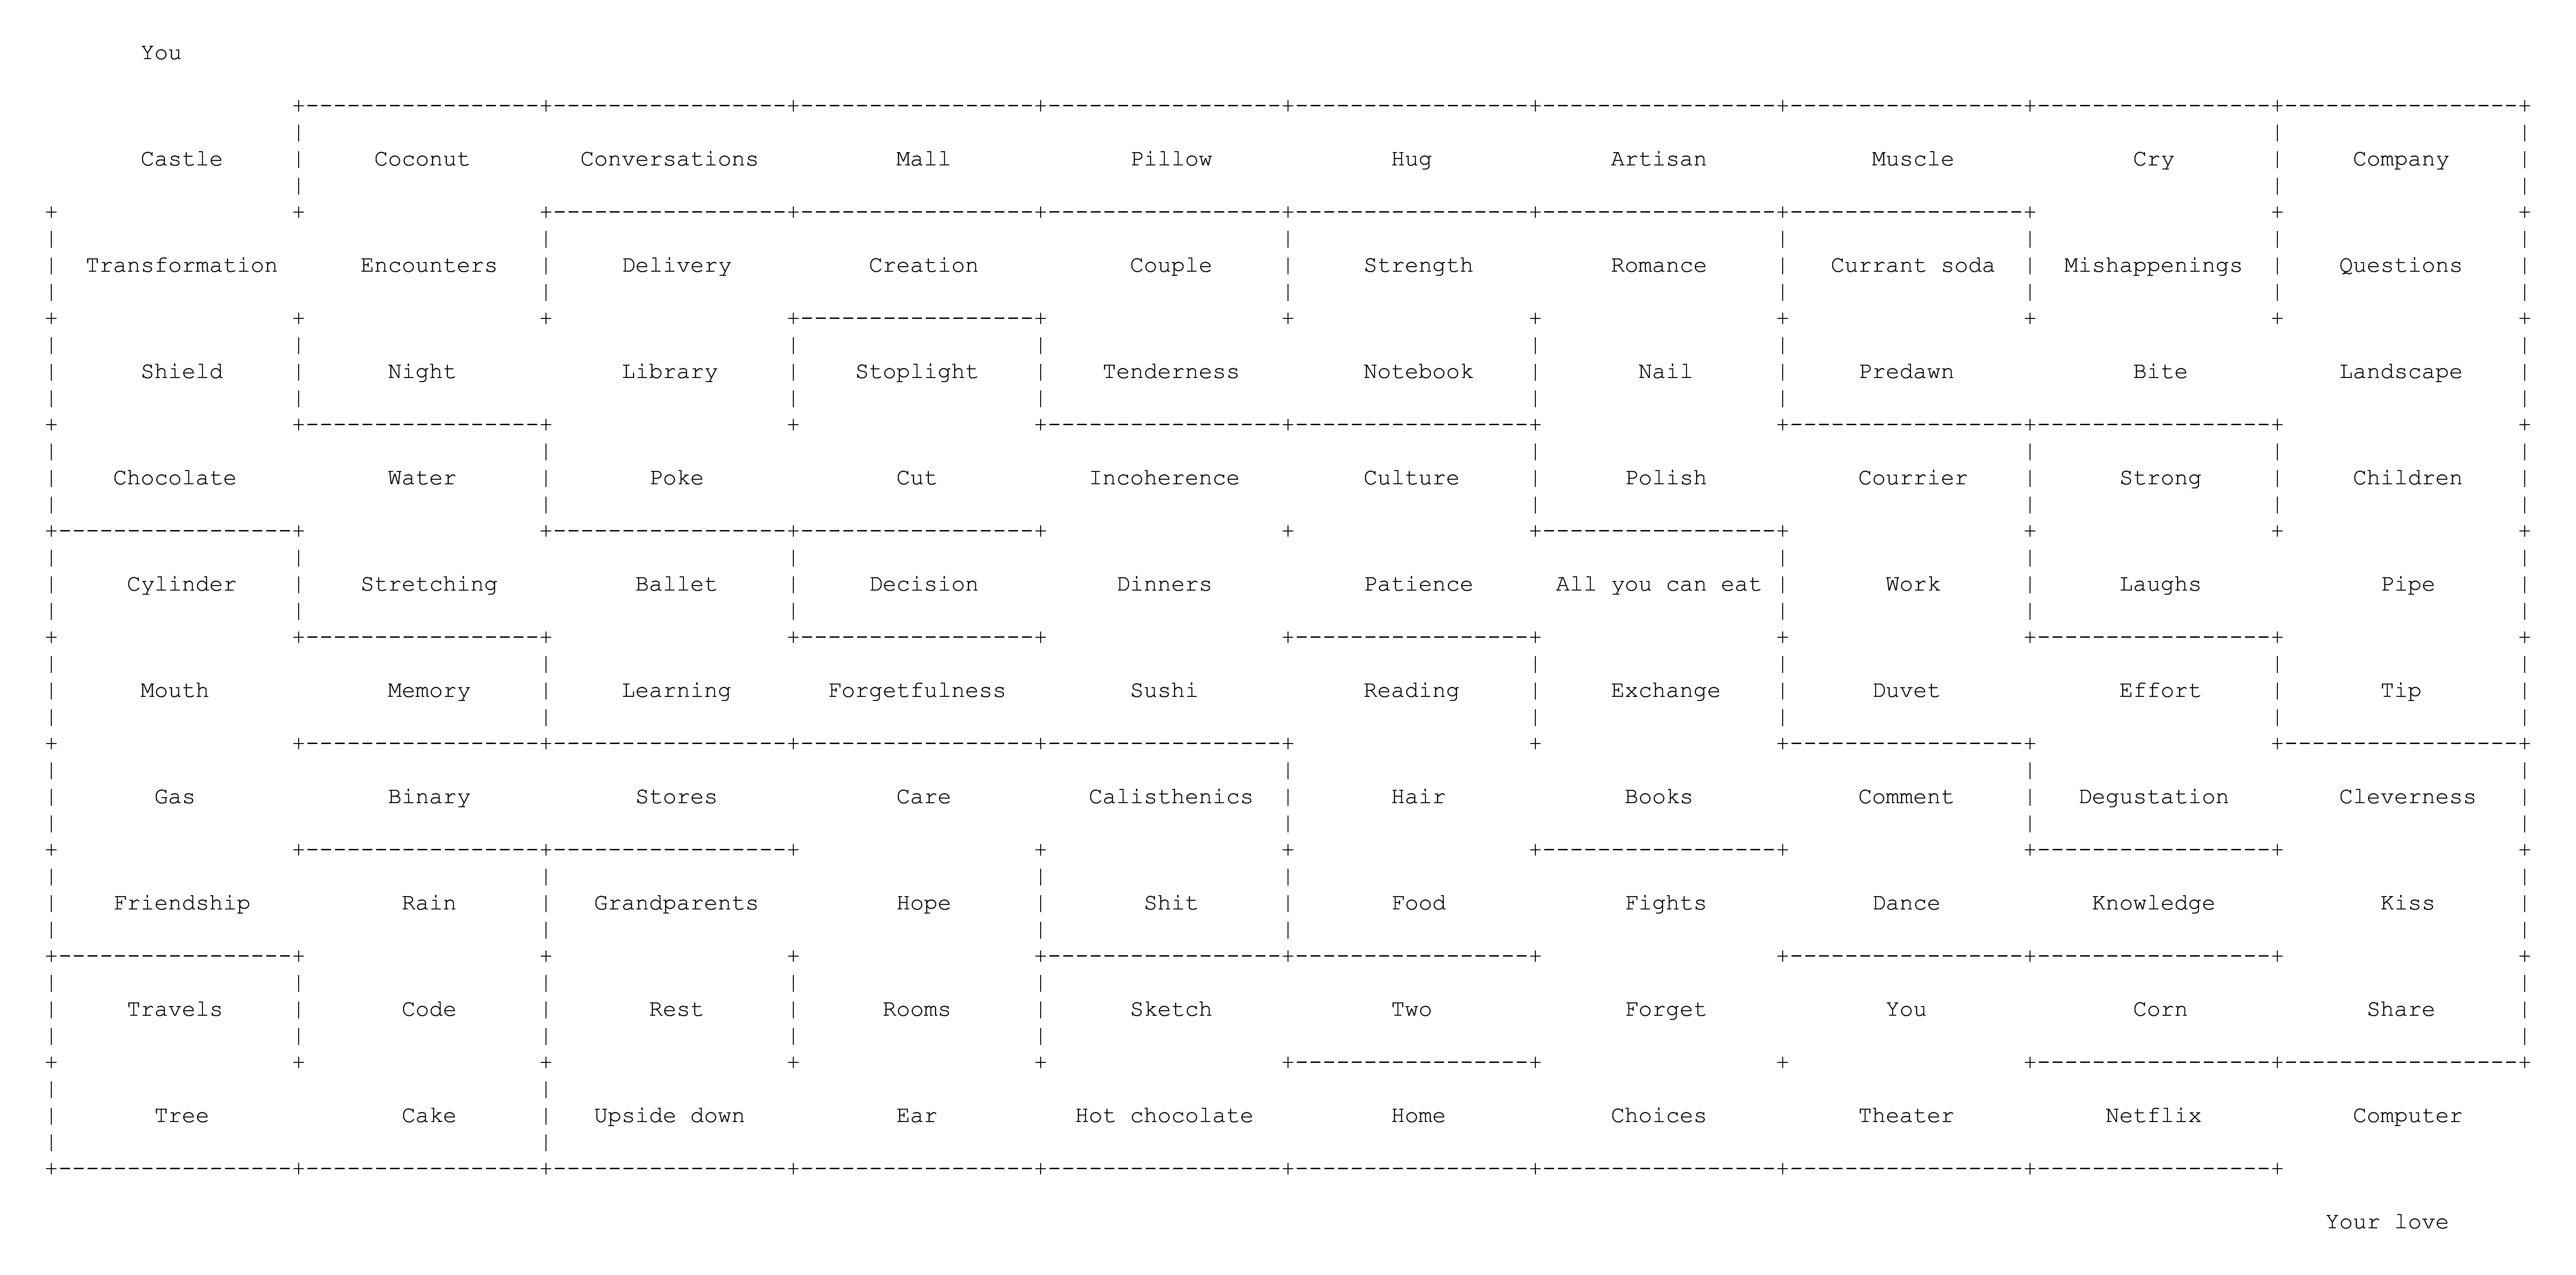 You
Castle Coconut Conversations Mall Pillow Hug Artisan Muscle Cry Company
Transformation Encounters Delivery Creation Couple Strength Romance Currant soda Mishappenings Questions
Shield Night Library Stoplight Tenderness Notebook Nail Predawn Bite Landscape
Chocolate Water Poke Cut Incoherence Culture Polish Courrier Strong Children
Cylinder Stretching Ballet Decision Dinners Patience All you can eat Work Laughs Pipe
Mouth Memory Learning Forgetfulness Sushi Reading Exchange Duvet Effort Tip
Gas Binary Stores Care Calisthenics Hair Books Comment Degustation Cleverness
Friendship Rain Grandparents Hope Shit Food Fights Dance Knowledge Kiss
Travels Code Rest Rooms Sketch Two Forget You Corn Share
Tree Cake Upside down Ear Hot chocolate Home Choices Theater Netflix Computer
Your love